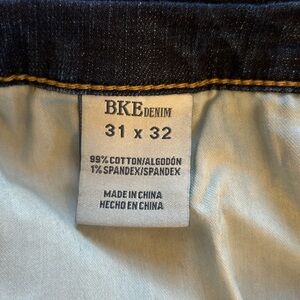 BKE DENIM
31 x 32
99% COTTON/ALGODÓN
1% SPANDEX/SPANDEX
MADE IN CHINA
HECHO EN CHINA